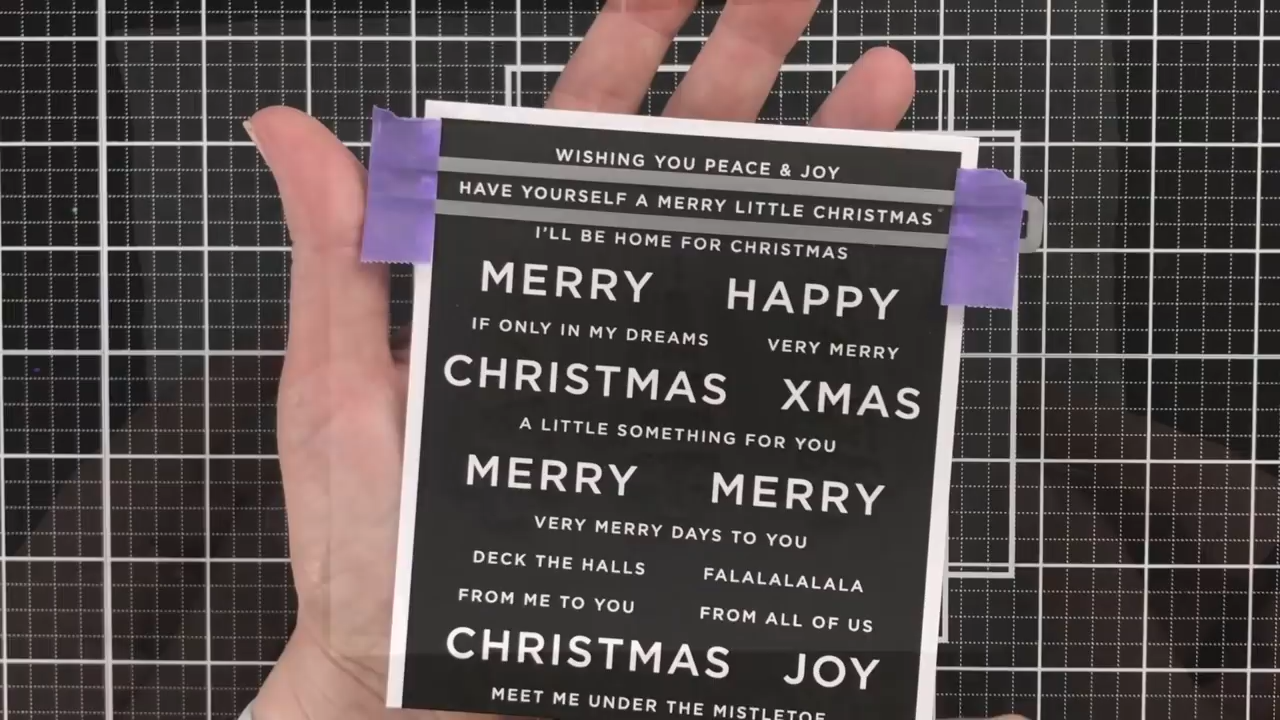 WISHING YOU PEACE & JOY
HAVE YOURSELF A MERRY LITTLE CHRISTMAS
I'LL BE HOME FOR CHRISTMAS
MERRY HAPPY
IF ONLY IN MY DREAMS VERY MERRY
CHRISTMAS XMAS
A LITTLE SOMETHING FOR YOU
MERRY MERRY
VERY MERRY DAYS TO YOU
DECK THE HALLS FALALALALALA
FROM ME TO YOU FROM ALL OF US
CHRISTMAS JOY
MEET ME UNDER THE MISTLETOE